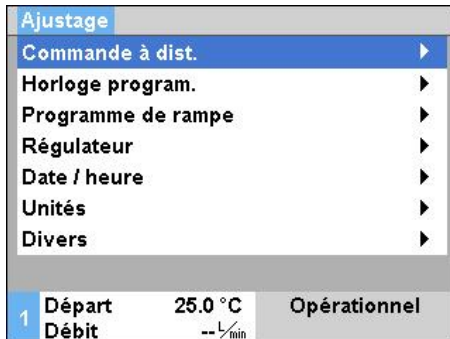 Ajustage
Commande à dist.
Horloge program.
Programme de rampe
Régulateur
Date / heure
Unités
Divers
1 Départ 25.0 °C Opérationnel
Débit -- L/min